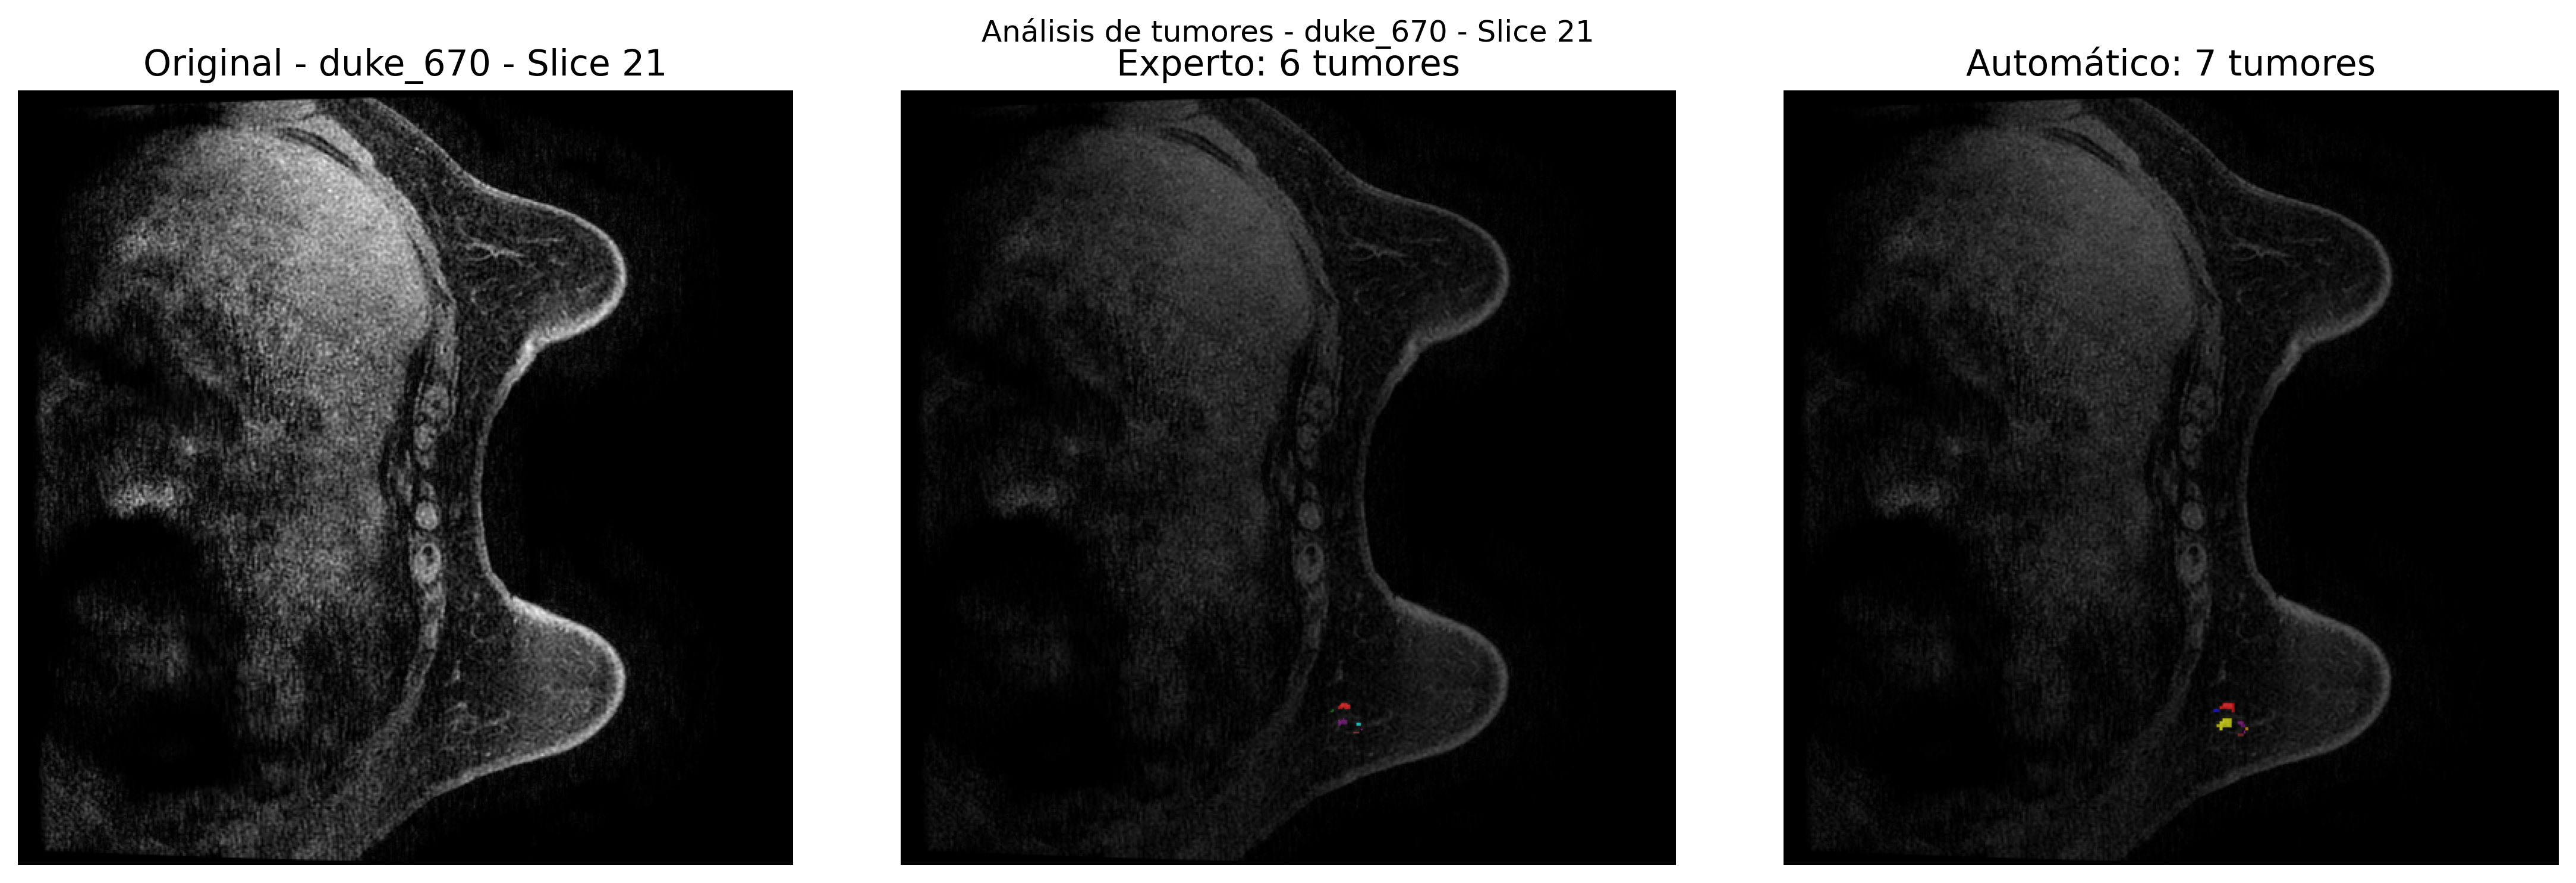 Análisis de tumores - duke_670 - Slice 21
Original - duke_670 - Slice 21
Experto: 6 tumores
Automático: 7 tumores